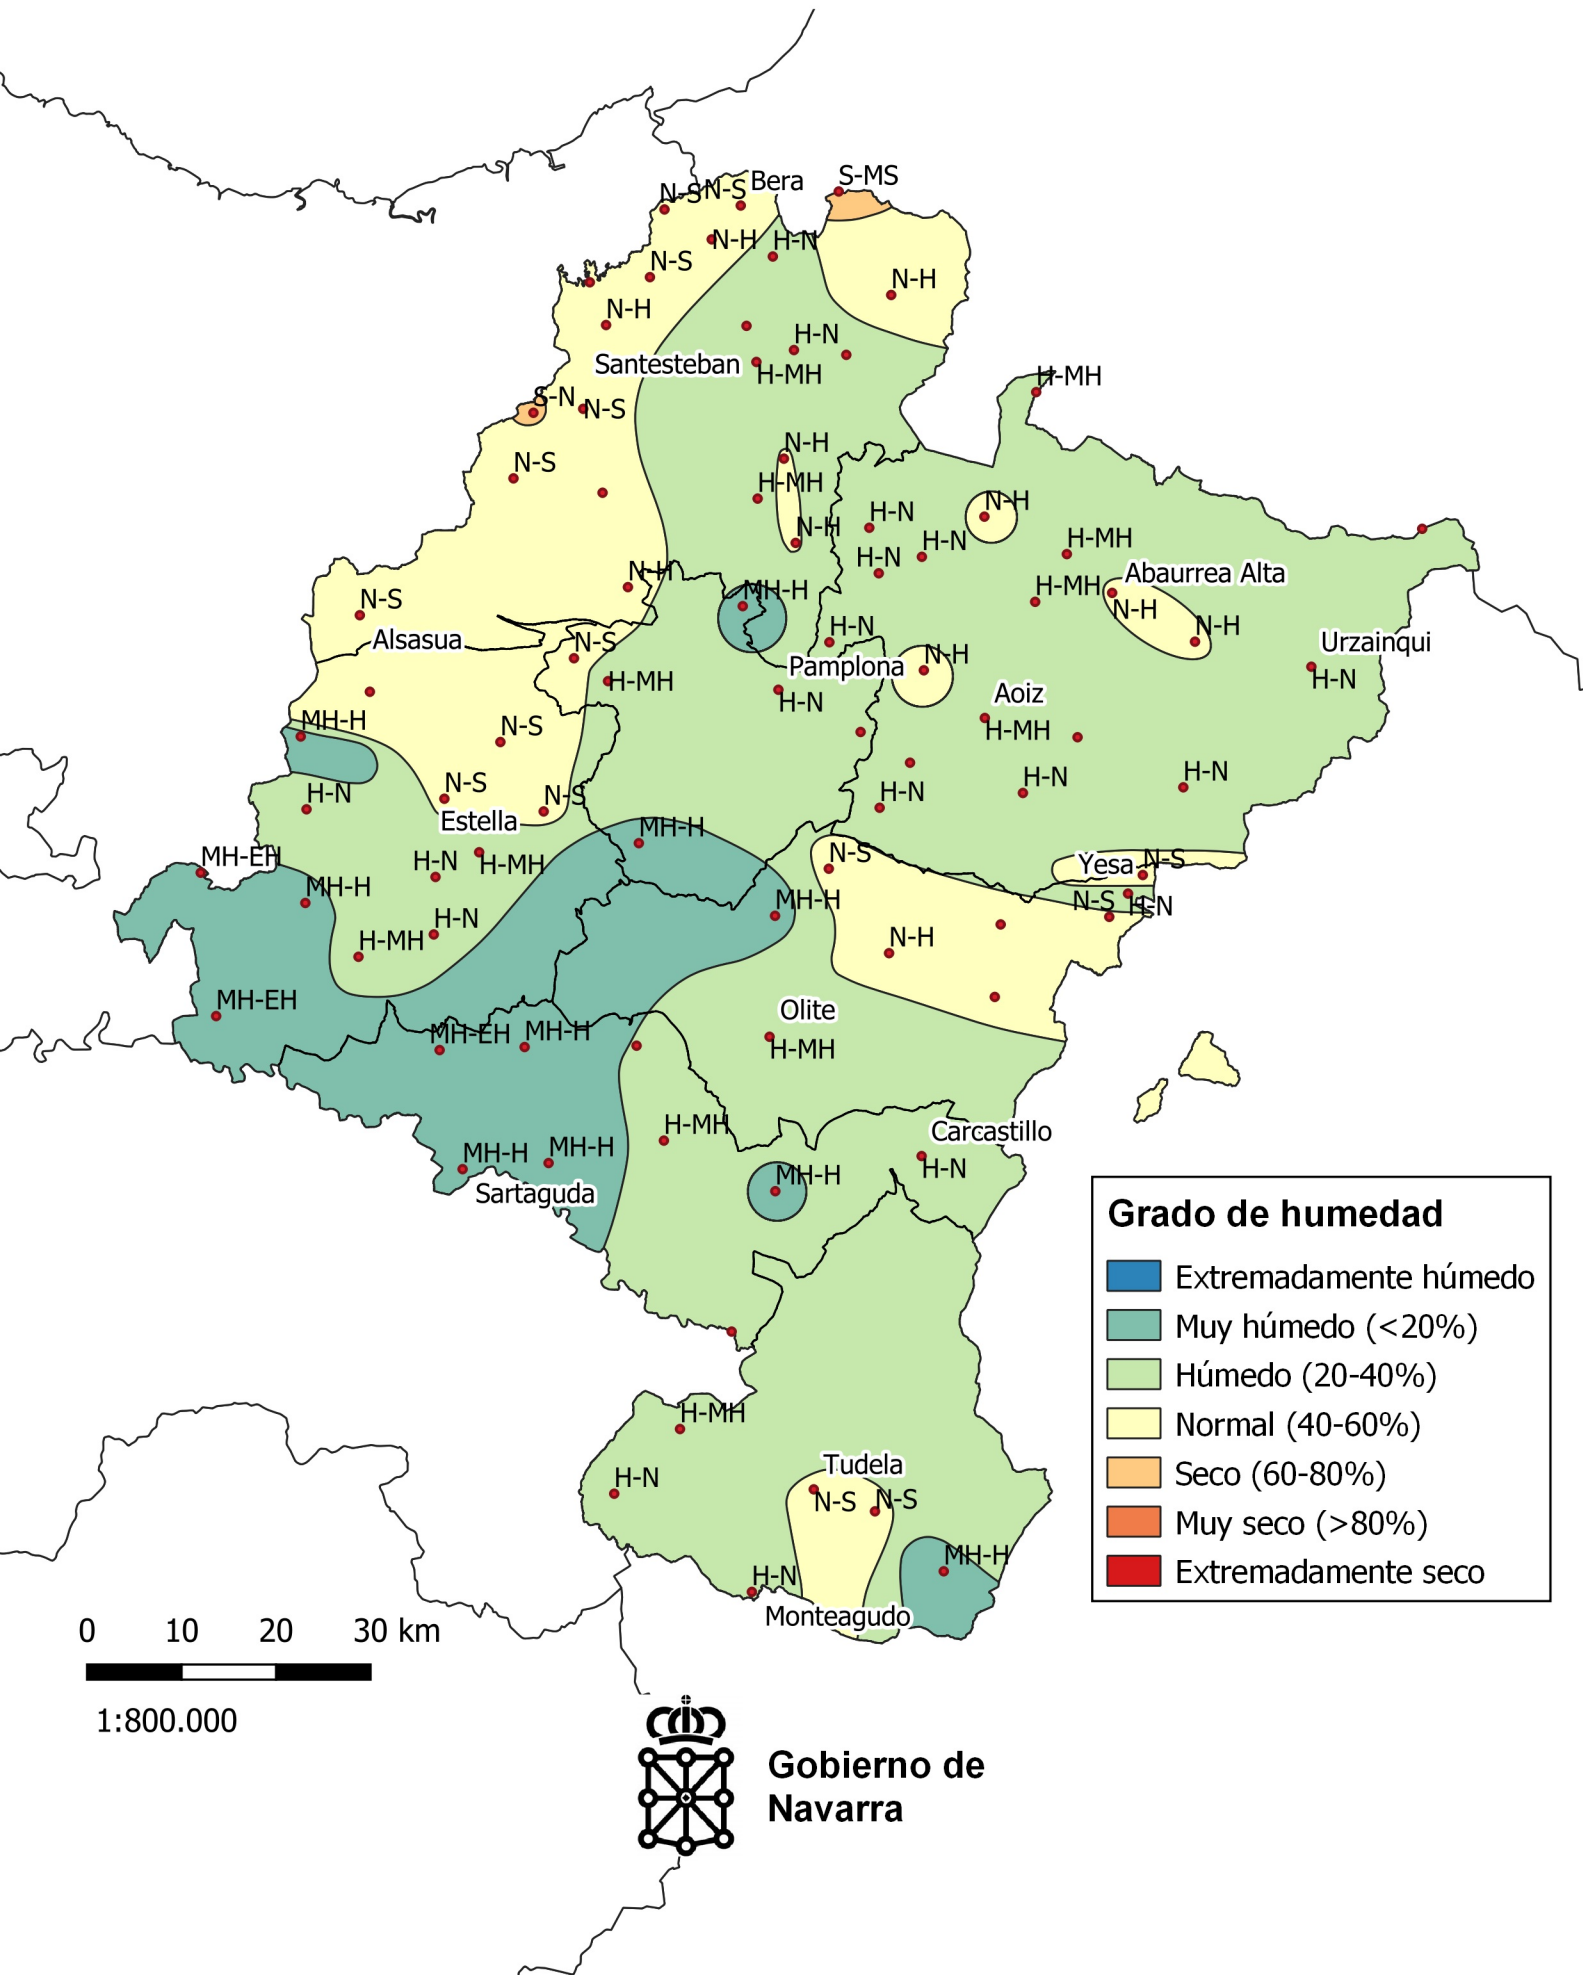 S-MS
N-S
N-S
Bera
N-H
H-N
N-S
N-H
N-H
H-N
Santesteban
H-MH
H-MH
S-N
N-S
N-H
N-S
H-MH
N-H
H-N
N-H
H-N
H-N
H-MH
N-H
Abaurrea Alta
MH-H
H-MH
N-S
N-H
H-N
N-H
Alsasua
N-S
Urzainqui
N-H
Pamplona
H-MH
H-N
Aoiz
H-N
MH-H
N-S
H-MH
H-N
H-N
N-S
H-N
N-S
H-N
Estella
MH-H
MH-EH
H-N
H-MH
N-S
Yesa
N-S
MH-H
MH-H
N-S
H-N
H-N
H-MH
N-H
MH-EH
Olite
MH-EH
MH-H
H-MH
H-MH
Carcastillo
MH-H
MH-H
H-N
MH-H
Sartaguda
H-MH
Tudela
H-N
N-S
N-S
MH-H
H-N
Monteagudo
Grado de humedad
Extremadamente húmedo
Muy húmedo (<20%)
Húmedo (20-40%)
Normal (40-60%)
Seco (60-80%)
Muy seco (>80%)
Extremadamente seco
0 10 20 30 km
1:800.000
Gobierno de
Navarra